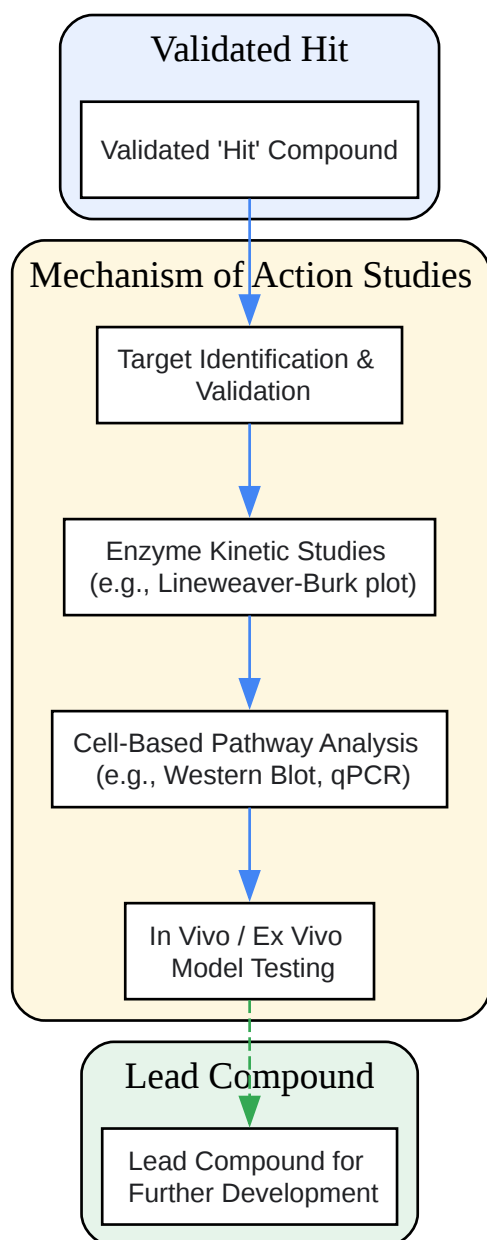 Validated Hit
Validated 'Hit' Compound
Mechanism of Action Studies
Target Identification &
Validation
Enzyme Kinetic Studies
(e.g., Lineweaver-Burk plot)
Cell-Based Pathway Analysis
(e.g., Western Blot, qPCR)
In Vivo / Ex Vivo
Model Testing
Lead Compound
Lead Compound for
Further Development